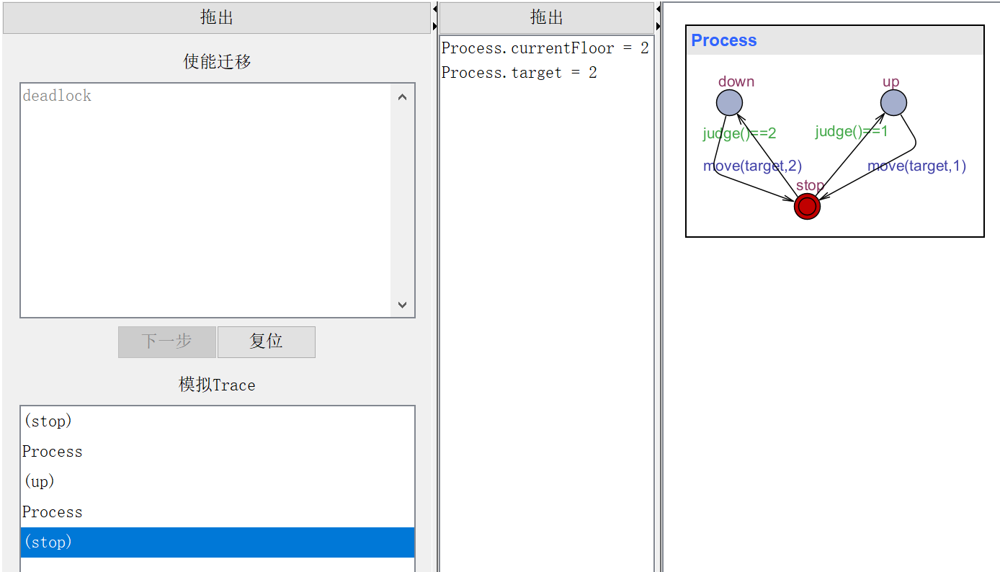 拖出
使能迁移
deadlock
下一步
复位
模拟Trace
(stop)
Process
(up)
Process
(stop)
拖出
Process.currentFloor = 2
Process.target = 2
Process
down
up
judge()==2
judge()==1
move(target,2)
move(target,1)
stop